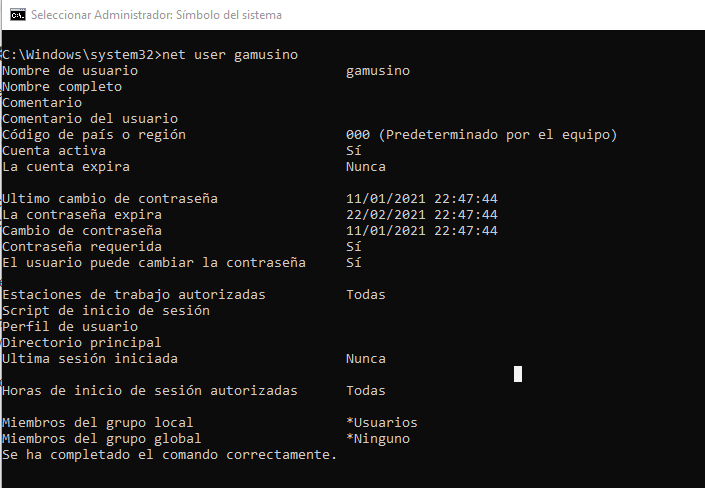 Seleccionar Administrador: Símbolo del sistema
C:\Windows\system32>net user gamusino
Nombre de usuario gamusino
Nombre completo
Comentario
Comentario del usuario
Código de país o región 000 (Predeterminado por el equipo)
Cuenta activa Sí
La cuenta expira Nunca
Ultimo cambio de contraseña 11/01/2021 22:47:44
La contraseña expira 22/02/2021 22:47:44
Cambio de contraseña 11/01/2021 22:47:44
Contraseña requerida Sí
El usuario puede cambiar la contraseña Sí
Estaciones de trabajo autorizadas Todas
Script de inicio de sesión
Perfil de usuario
Directorio principal
Ultima sesión iniciada Nunca
Horas de inicio de sesión autorizadas Todas
Miembros del grupo local *Usuarios
Miembros del grupo global *Ninguno
Se ha completado el comando correctamente.